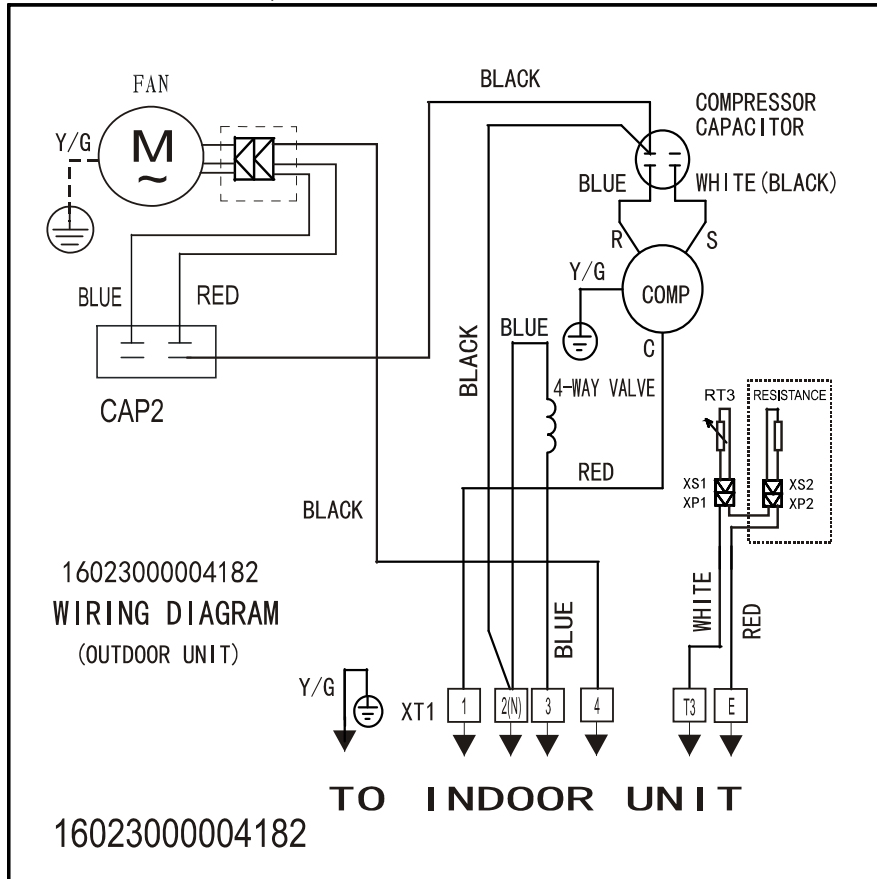 FAN
BLACK
COMPRESSOR
CAPACITOR
Y/G
M
~
BLUE
WHITE(BLACK)
R
S
Y/G
COMP
BLUE
RED
BLACK
BLUE
C
CAP2
4-WAY VALVE
RT3
RESISTANCE
RED
XS1
XS2
XP1
XP2
BLACK
16023000004182
WIRING DIAGRAM
(OUTDOOR UNIT)
BLUE
WHITE
RED
Y/G
XT1
1
2(N)
3
4
T3
E
TO INDOOR UNIT
16023000004182